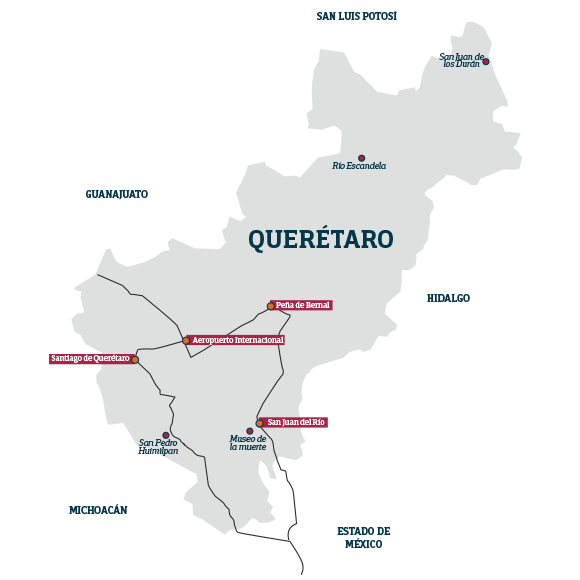 SAN LUIS POTOSÍ
San Juan de
los Durán
Río Escandela
GUANAJUATO
QUERÉTARO
HIDALGO
Peña de Bernal
Aeropuerto Internacional
Santiago de Querétaro
San Juan del Río
Museo de
la muerte
San Pedro
Huimilpan
MICHOACÁN
ESTADO DE
MÉXICO